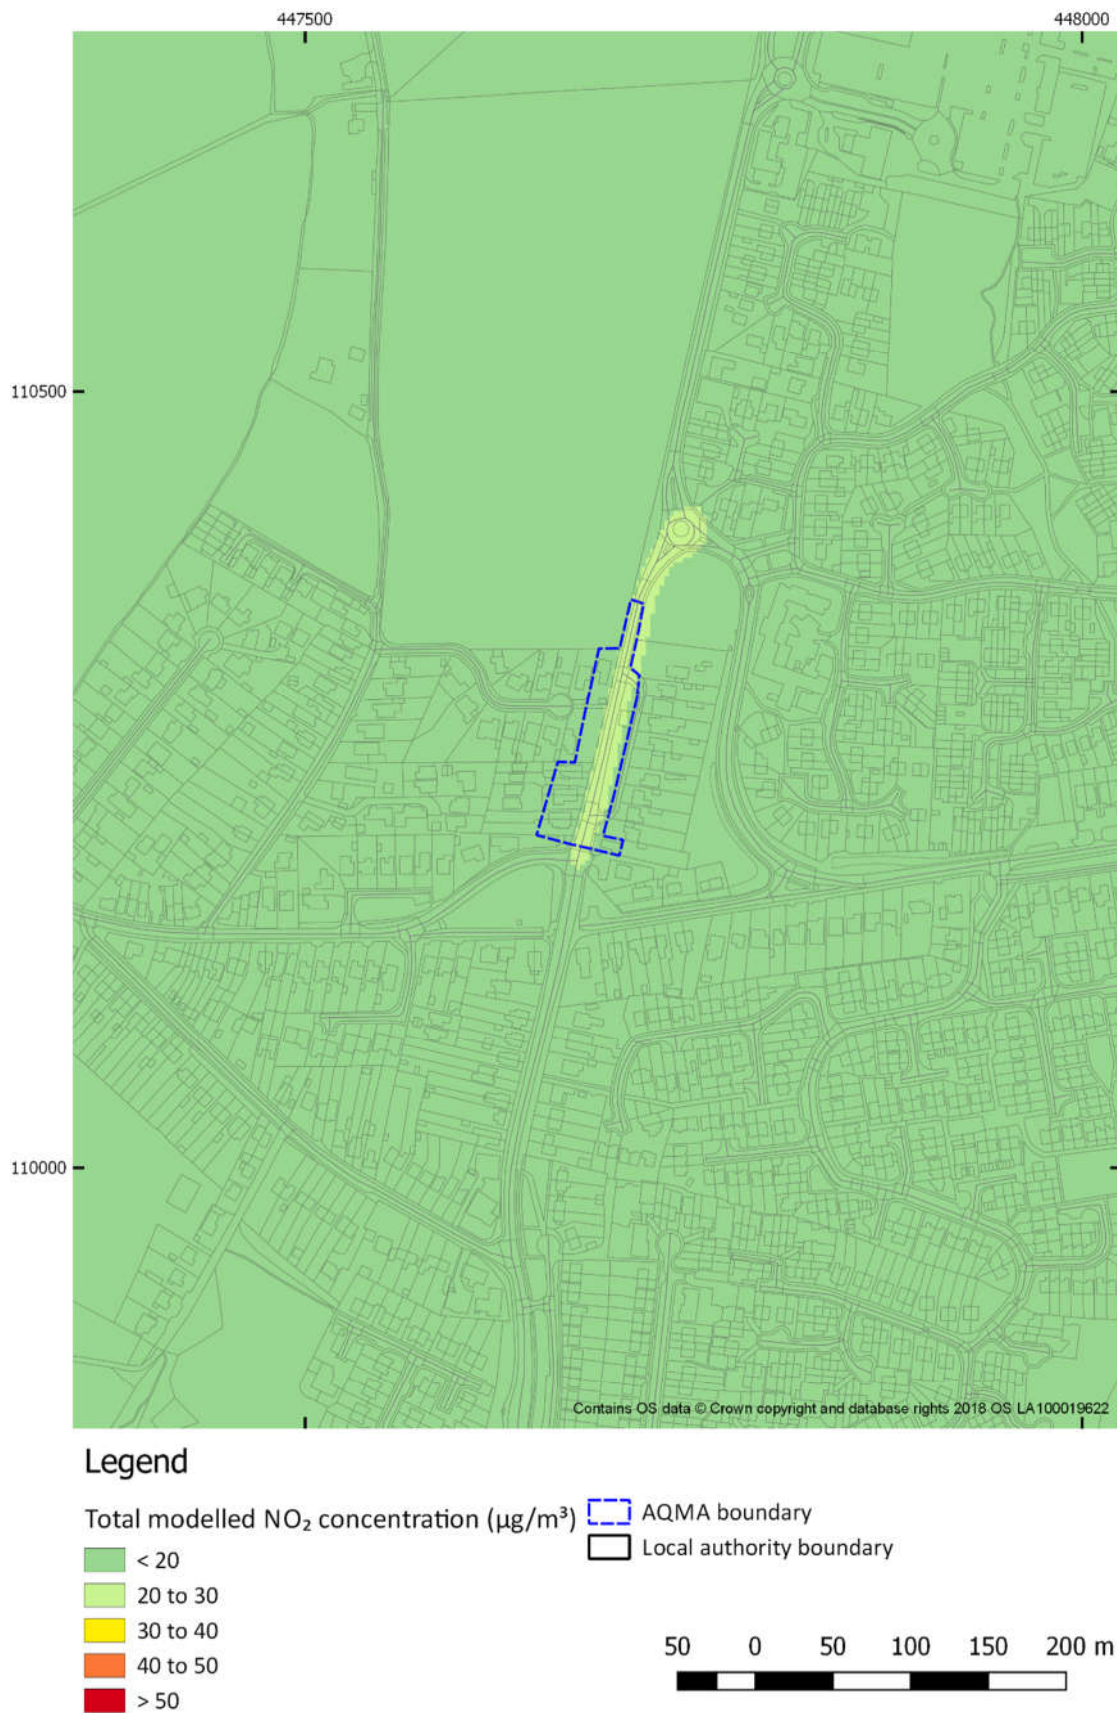 447500 448000
110500
110000
Contains OS data © Crown copyright and database rights 2018 OS LA100019622
Legend
Total modelled NO₂ concentration (µg/m³)
< 20
20 to 30
30 to 40
40 to 50
> 50
AQMA boundary
Local authority boundary
50 0 50 100 150 200 m